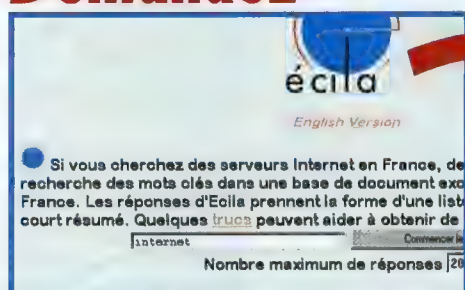 écila
English Version
Si vous cherchez des serveurs Internet en France, de
recherche des mots clés dans une base de document exc
France. Les réponses d'Ecila prennent la forme d'une list
court résumé. Quelques trucs peuvent aider à obtenir de
internet
Commencer la
Nombre maximum de réponses 20